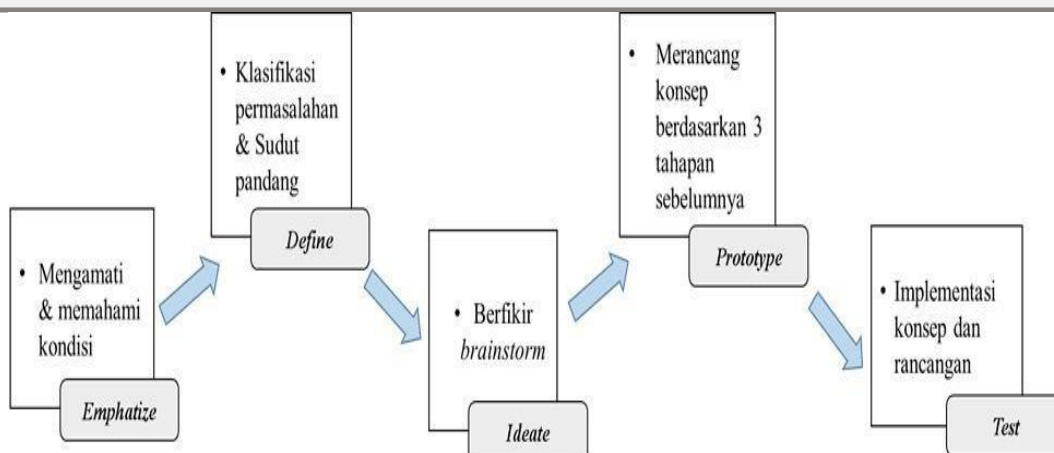 • Mengamati
& memahami
kondisi
Emphatize
• Klasifikasi
permasalahan
& Sudut
pandang
Define
• Berfikir
brainstorm
Ideate
• Merancang
konsep
berdasarkan 3
tahapan
sebelumnya
Prototype
• Implementasi
konsep dan
rancangan
Test